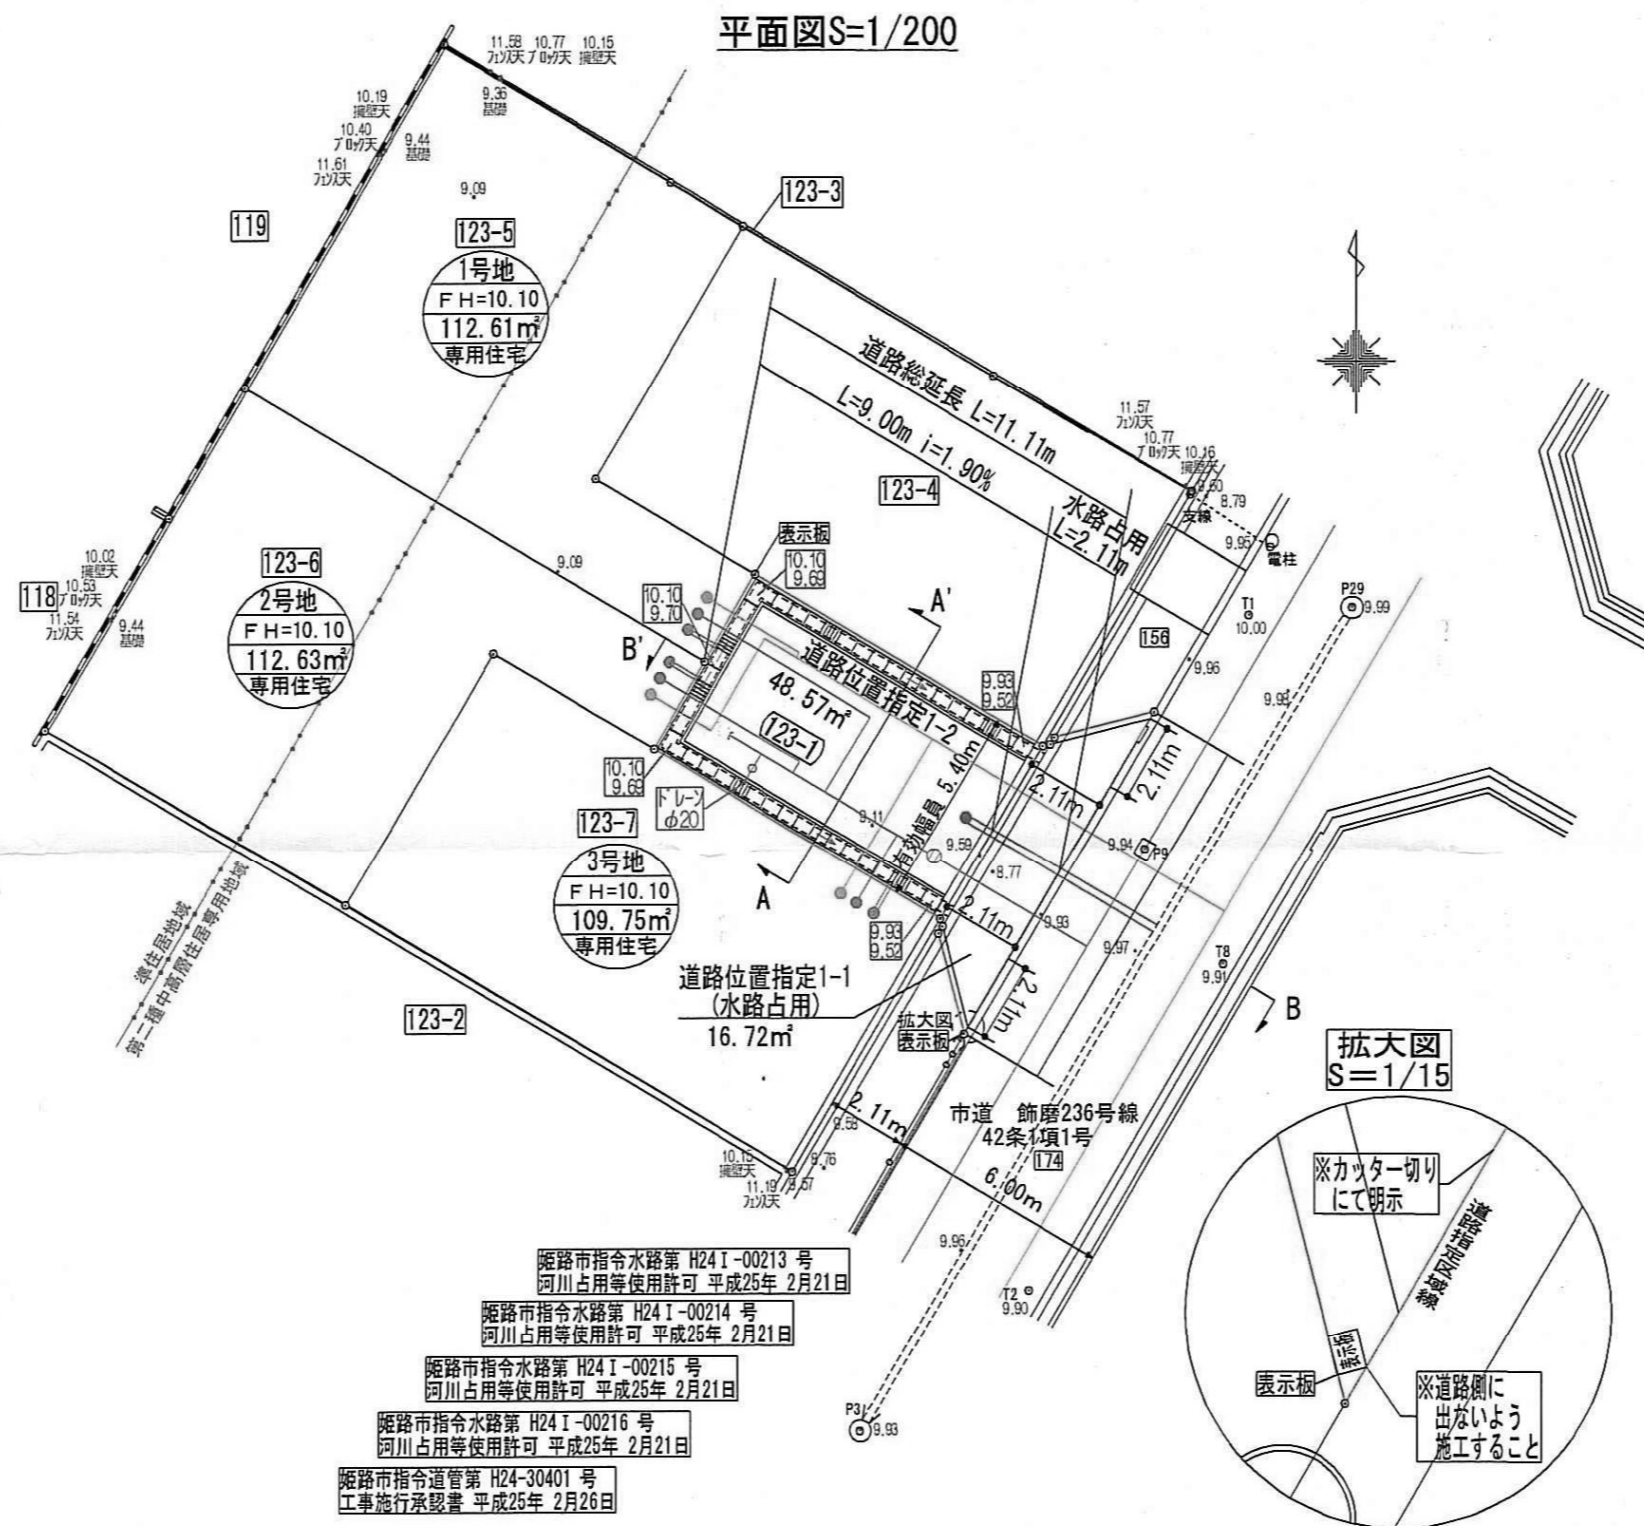 平面図S=1/200
11.58 10.77 10.15
フェンス天 ブロック天 擁壁天
9.36
基礎
10.19
擁壁天
10.40
ブロック天
9.44
基礎
11.61
フェンス天
9.09
119
123-3
123-5
1号地
FH=10.10
112.61㎡
専用住宅
道路総延長 L=11.11m
L=9.00m i=1.90%
123-4
水路占用
L=2.11m
11.57
フェンス天
10.77
ブロック天
10.16
擁壁天
8.79
支線
9.95
電柱
T1
10.00
P29
9.99
156
9.96
表示板
10.10
9.69
9.09
10.10
9.70
A'
B'
123-6
2号地
FH=10.10
112.63㎡
専用住宅
10.02
擁壁天
118
10.53
ブロック天
11.54
フェンス天
9.44
基礎
道路位置指定1-2
48.57㎡
(123-1)
9.93
9.52
有効幅員 5.40m
2.11m
2.11m
10.10
9.69
ドレーン
φ20
9.11
9.59
8.77
9.94
P9
123-7
3号地
FH=10.10
109.75㎡
専用住宅
A
9.93
9.52
2.11m
9.93
9.97
T8
9.91
道路位置指定1-1
(水路占用)
16.72㎡
2.11m
拡大図
表示板
B
準住居地域
第二種中高層住居専用地域
123-2
2.11m
市道 飾磨236号線
42条1項1号
174
6.00m
10.15
擁壁天
8.76
11.19
フェンス天
9.57
9.96
T2
9.90
P3
9.93
姫路市指令水路第 H24I-00213 号
河川占用等使用許可 平成25年 2月21日
姫路市指令水路第 H24I-00214 号
河川占用等使用許可 平成25年 2月21日
姫路市指令水路第 H24I-00215 号
河川占用等使用許可 平成25年 2月21日
姫路市指令水路第 H24I-00216 号
河川占用等使用許可 平成25年 2月21日
姫路市指令道管第 H24-30401 号
工事施行承認書 平成25年 2月26日
拡大図
S=1/15
※カッター切り
にて明示
道路指定区域線
表示板
表示板
※道路側に
出ないよう
施工すること